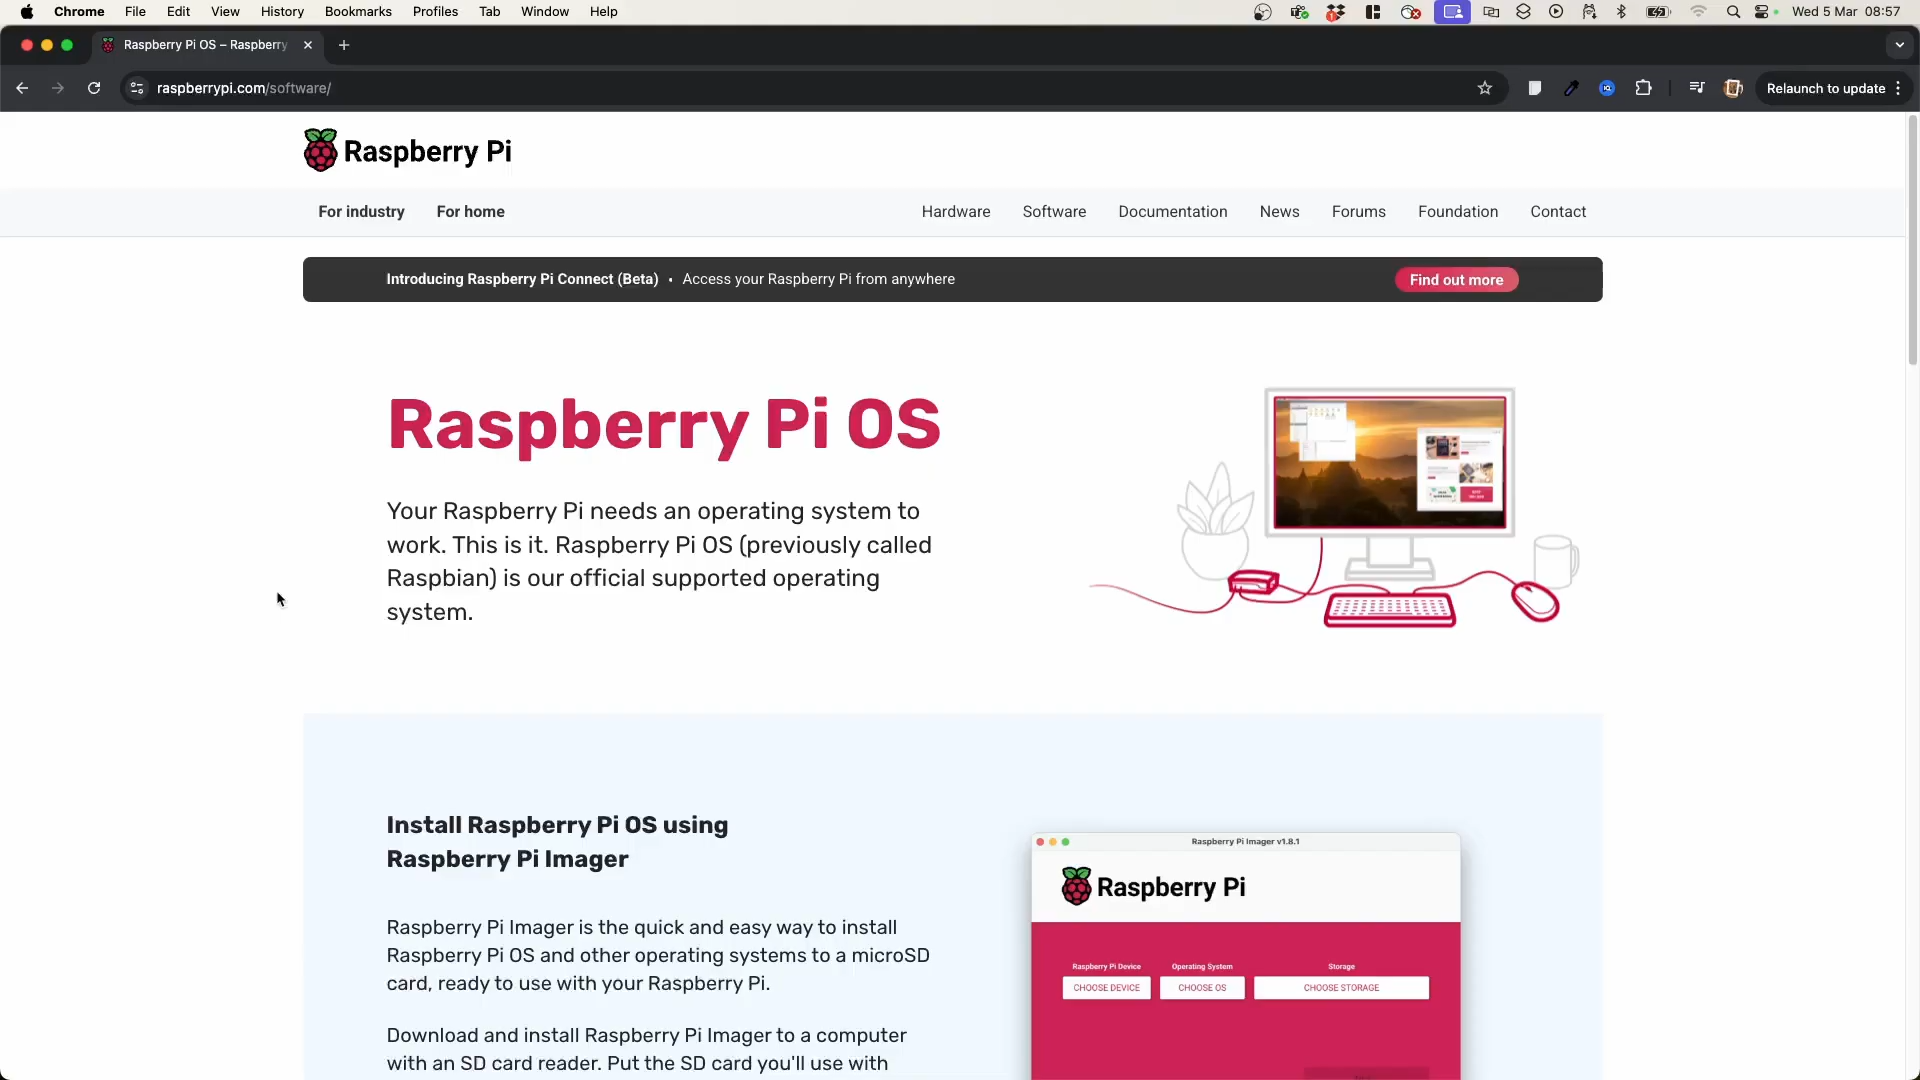 Chrome File Edit View History Bookmarks Profiles Tab Window Help Wed 5 Mar 08:57
Raspberry Pi OS – Raspberry
raspberrypi.com/software/ Relaunch to update
Raspberry Pi
For industry For home Hardware Software Documentation News Forums Foundation Contact
Introducing Raspberry Pi Connect (Beta) • Access your Raspberry Pi from anywhere Find out more
Raspberry Pi OS
Your Raspberry Pi needs an operating system to
work. This is it. Raspberry Pi OS (previously called
Raspbian) is our official supported operating
system.
Install Raspberry Pi OS using
Raspberry Pi Imager
Raspberry Pi Imager is the quick and easy way to install
Raspberry Pi OS and other operating systems to a microSD
card, ready to use with your Raspberry Pi.
Download and install Raspberry Pi Imager to a computer
with an SD card reader. Put the SD card you'll use with
Raspberry Pi Imager v1.8.1
Raspberry Pi
Raspberry Pi Device Operating System Storage
CHOOSE DEVICE CHOOSE OS CHOOSE STORAGE